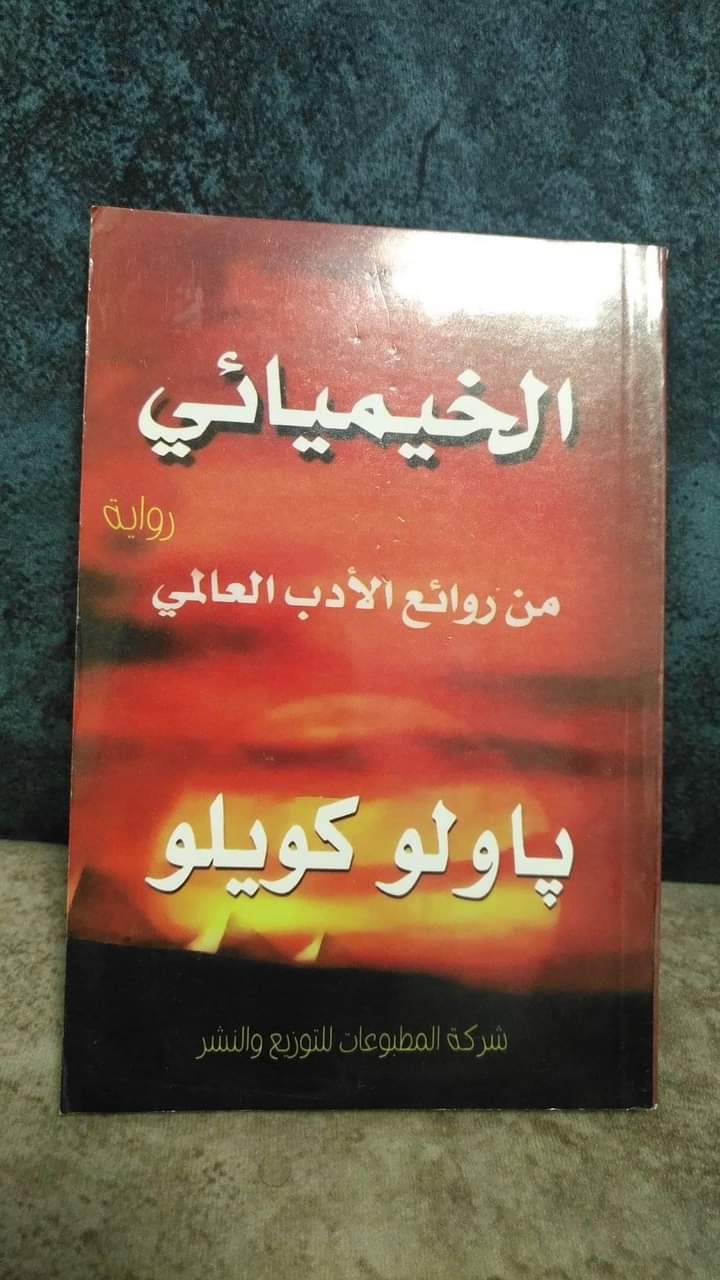 الخيميائي
رواية
من روائع الأدب العالمي
پاولو كويلو
شركة المطبوعات للتوزيع والنشر